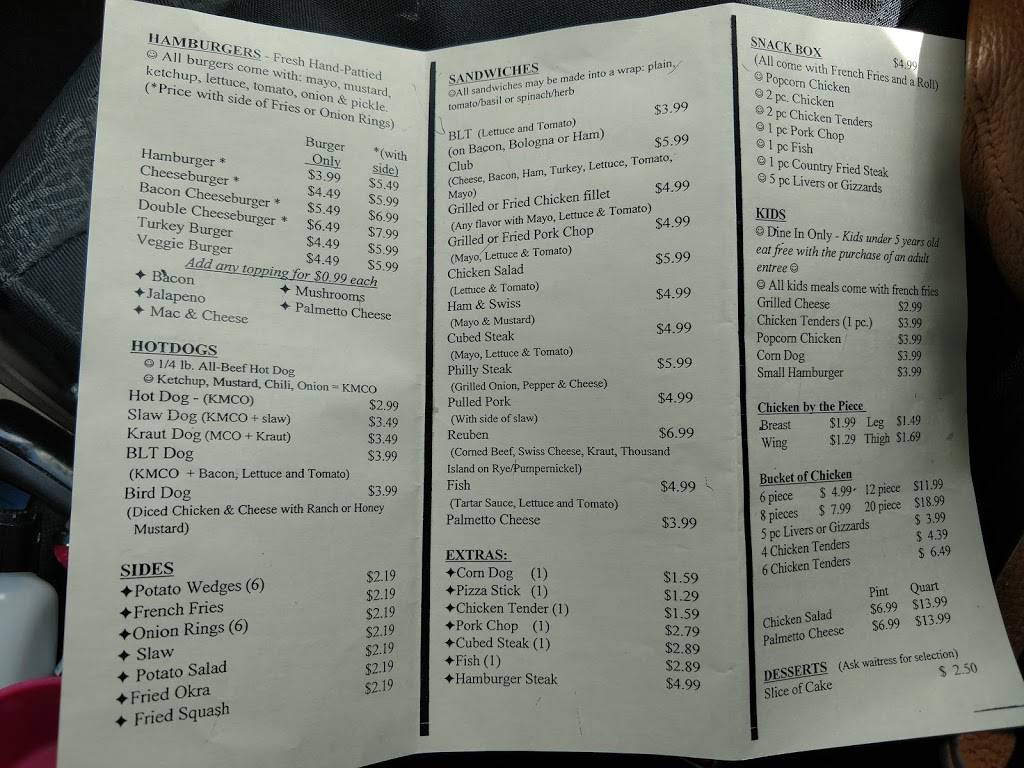 HAMBURGERS - Fresh Hand-Pattied
☺ All burgers come with: mayo, mustard,
ketchup, lettuce, tomato, onion & pickle.
(*Price with side of Fries or Onion Rings)
Burger Only *(with side)
Hamburger * $3.99 $5.49
Cheeseburger * $4.49 $5.99
Bacon Cheeseburger * $5.49 $6.99
Double Cheeseburger * $6.49 $7.99
Turkey Burger $4.49 $5.99
Veggie Burger $4.49 $5.99
Add any topping for $0.99 each
✦ Bacon ✦ Mushrooms
✦Jalapeno ✦ Palmetto Cheese
✦ Mac & Cheese
HOTDOGS
☺ 1/4 lb. All-Beef Hot Dog
☺ Ketchup, Mustard, Chili, Onion = KMCO
Hot Dog - (KMCO) $2.99
Slaw Dog (KMCO + slaw) $3.49
Kraut Dog (MCO + Kraut) $3.49
BLT Dog $3.99
(KMCO + Bacon, Lettuce and Tomato)
Bird Dog $3.99
(Diced Chicken & Cheese with Ranch or Honey
Mustard)
SIDES
✦Potato Wedges (6) $2.19
✦French Fries $2.19
✦Onion Rings (6) $2.19
✦ Slaw $2.19
✦ Potato Salad $2.19
✦Fried Okra $2.19
✦ Fried Squash $2.19
SANDWICHES
☺All sandwiches may be made into a wrap: plain,
tomato/basil or spinach/herb
BLT (Lettuce and Tomato) $3.99
(on Bacon, Bologna or Ham)
Club $5.99
(Cheese, Bacon, Ham, Turkey, Lettuce, Tomato,
Mayo)
Grilled or Fried Chicken fillet $4.99
(Any flavor with Mayo, Lettuce & Tomato)
Grilled or Fried Pork Chop $4.99
(Mayo, Lettuce & Tomato)
Chicken Salad $5.99
(Lettuce & Tomato)
Ham & Swiss $4.99
(Mayo & Mustard)
Cubed Steak $4.99
(Mayo, Lettuce & Tomato)
Philly Steak $5.99
(Grilled Onion, Pepper & Cheese)
Pulled Pork $4.99
(With side of slaw)
Reuben $6.99
(Corned Beef, Swiss Cheese, Kraut, Thousand
Island on Rye/Pumpernickel)
Fish $4.99
(Tartar Sauce, Lettuce and Tomato)
Palmetto Cheese $3.99
EXTRAS:
✦Corn Dog (1) $1.59
✦Pizza Stick (1) $1.29
✦Chicken Tender (1) $1.59
✦Pork Chop (1) $2.79
✦Cubed Steak (1) $2.89
✦Fish (1) $2.89
✦Hamburger Steak $4.99
SNACK BOX $4.99
(All come with French Fries and a Roll)
☺ Popcorn Chicken
☺ 2 pc. Chicken
☺ 2 pc Chicken Tenders
☺ 1 pc Pork Chop
☺ 1 pc Fish
☺ 1 pc Country Fried Steak
☺ 5 pc Livers or Gizzards
KIDS
☺ Dine In Only - Kids under 5 years old
eat free with the purchase of an adult
entree ☺
☺ All kids meals come with french fries
Grilled Cheese $2.99
Chicken Tenders (1 pc.) $3.99
Popcorn Chicken $3.99
Corn Dog $3.99
Small Hamburger $3.99
Chicken by the Piece
Breast $1.99 Leg $1.49
Wing $1.29 Thigh $1.69
Bucket of Chicken
6 piece $ 4.99 12 piece $11.99
8 pieces $ 7.99 20 piece $18.99
5 pc Livers or Gizzards $ 3.99
4 Chicken Tenders $ 4.39
6 Chicken Tenders $ 6.49
Pint Quart
Chicken Salad $6.99 $13.99
Palmetto Cheese $6.99 $13.99
DESSERTS (Ask waitress for selection)
Slice of Cake $ 2.50